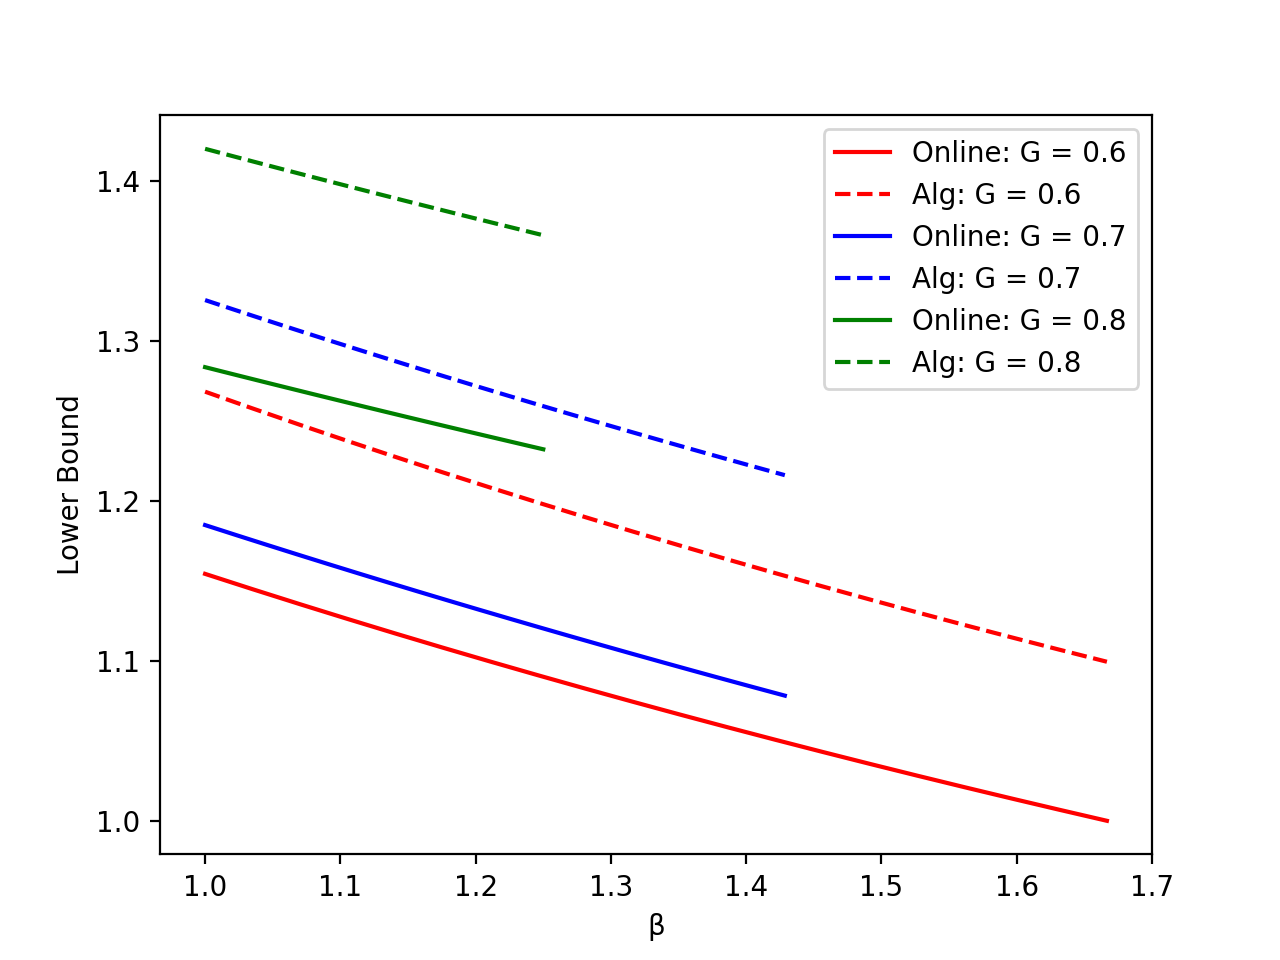 Online: G = 0.6
Alg: G = 0.6
Online: G = 0.7
Alg: G = 0.7
Online: G = 0.8
Alg: G = 0.8
1.4
1.3
1.2
1.1
1.0
Lower Bound
1.0 1.1 1.2 1.3 1.4 1.5 1.6 1.7
β